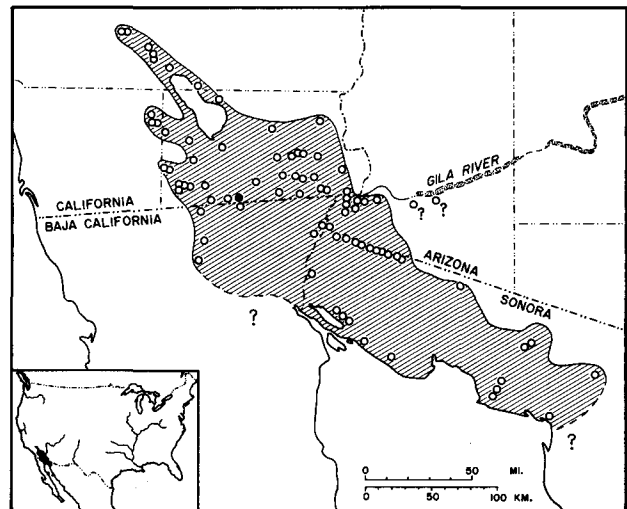 GILA RIVER
? ?
CALIFORNIA
BAJA CALIFORNIA
ARIZONA
SONORA
?
?
0 50 MI.
0 50 100 KM.